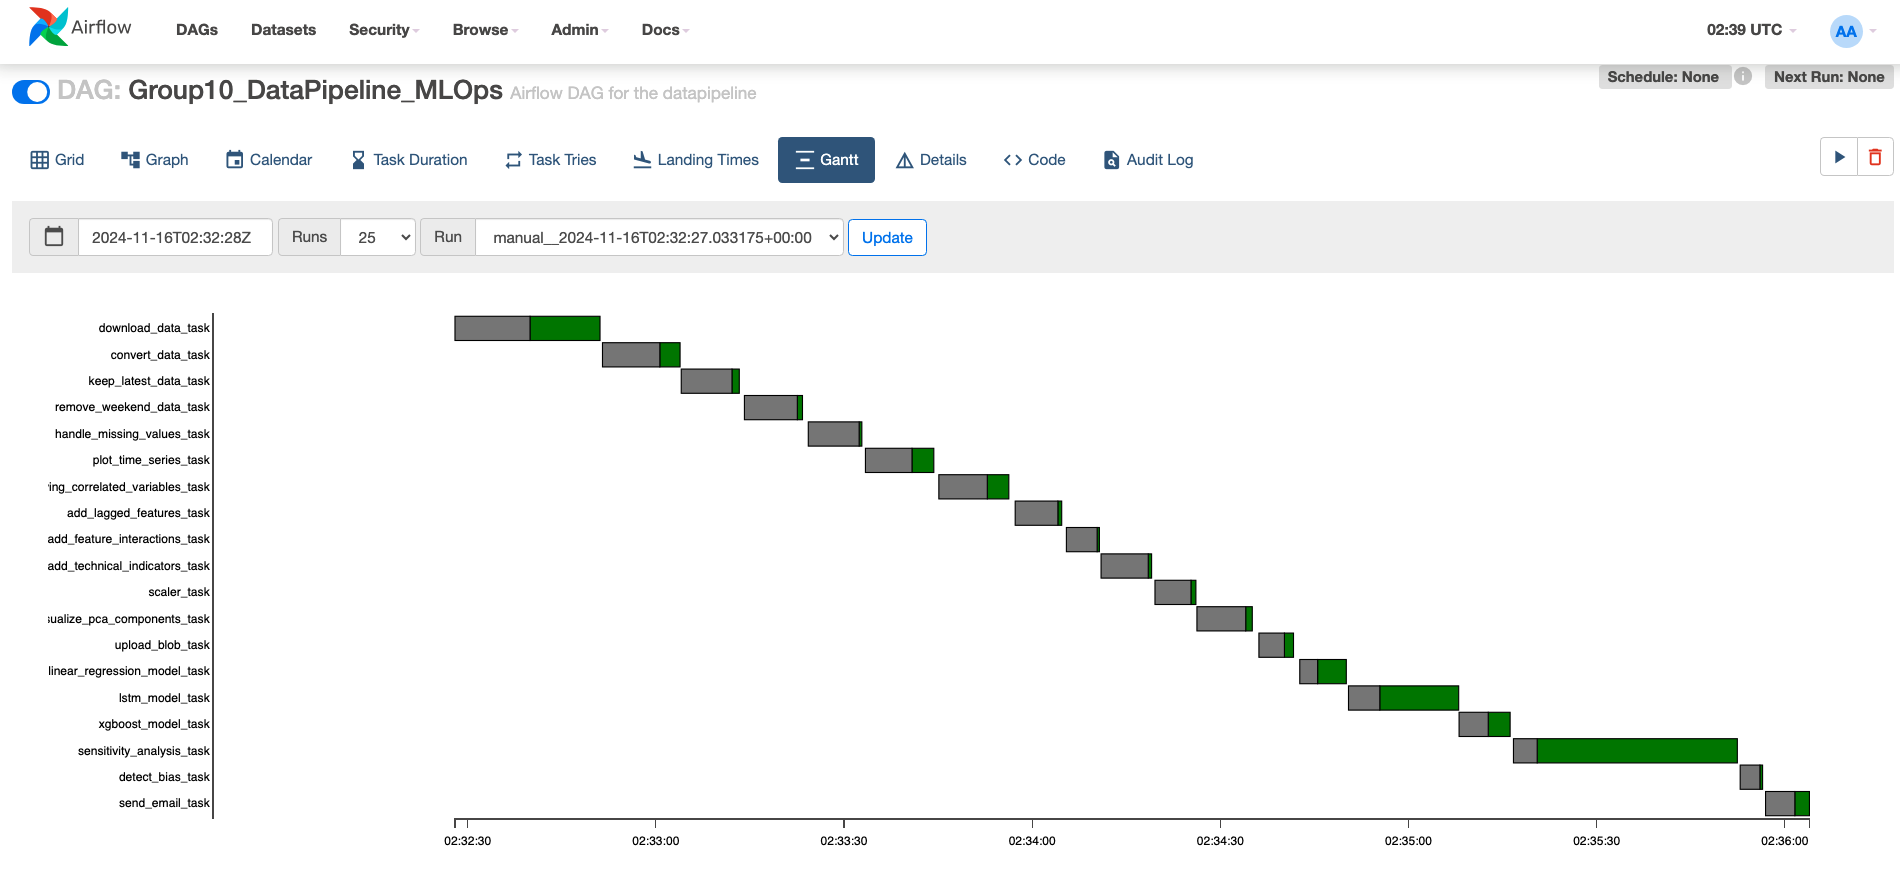 Airflow DAGs Datasets Security Browse Admin Docs 02:39 UTC AA
Schedule: None i Next Run: None
DAG: Group10_DataPipeline_MLOps Airflow DAG for the datapipeline
Grid Graph Calendar Task Duration Task Tries Landing Times Gantt Details Code Audit Log
2024-11-16T02:32:28Z Runs 25 Run manual__2024-11-16T02:32:27.033175+00:00 Update
download_data_task
convert_data_task
keep_latest_data_task
remove_weekend_data_task
handle_missing_values_task
plot_time_series_task
ing_correlated_variables_task
add_lagged_features_task
add_feature_interactions_task
add_technical_indicators_task
scaler_task
sualize_pca_components_task
upload_blob_task
linear_regression_model_task
lstm_model_task
xgboost_model_task
sensitivity_analysis_task
detect_bias_task
send_email_task
02:32:30 02:33:00 02:33:30 02:34:00 02:34:30 02:35:00 02:35:30 02:36:00